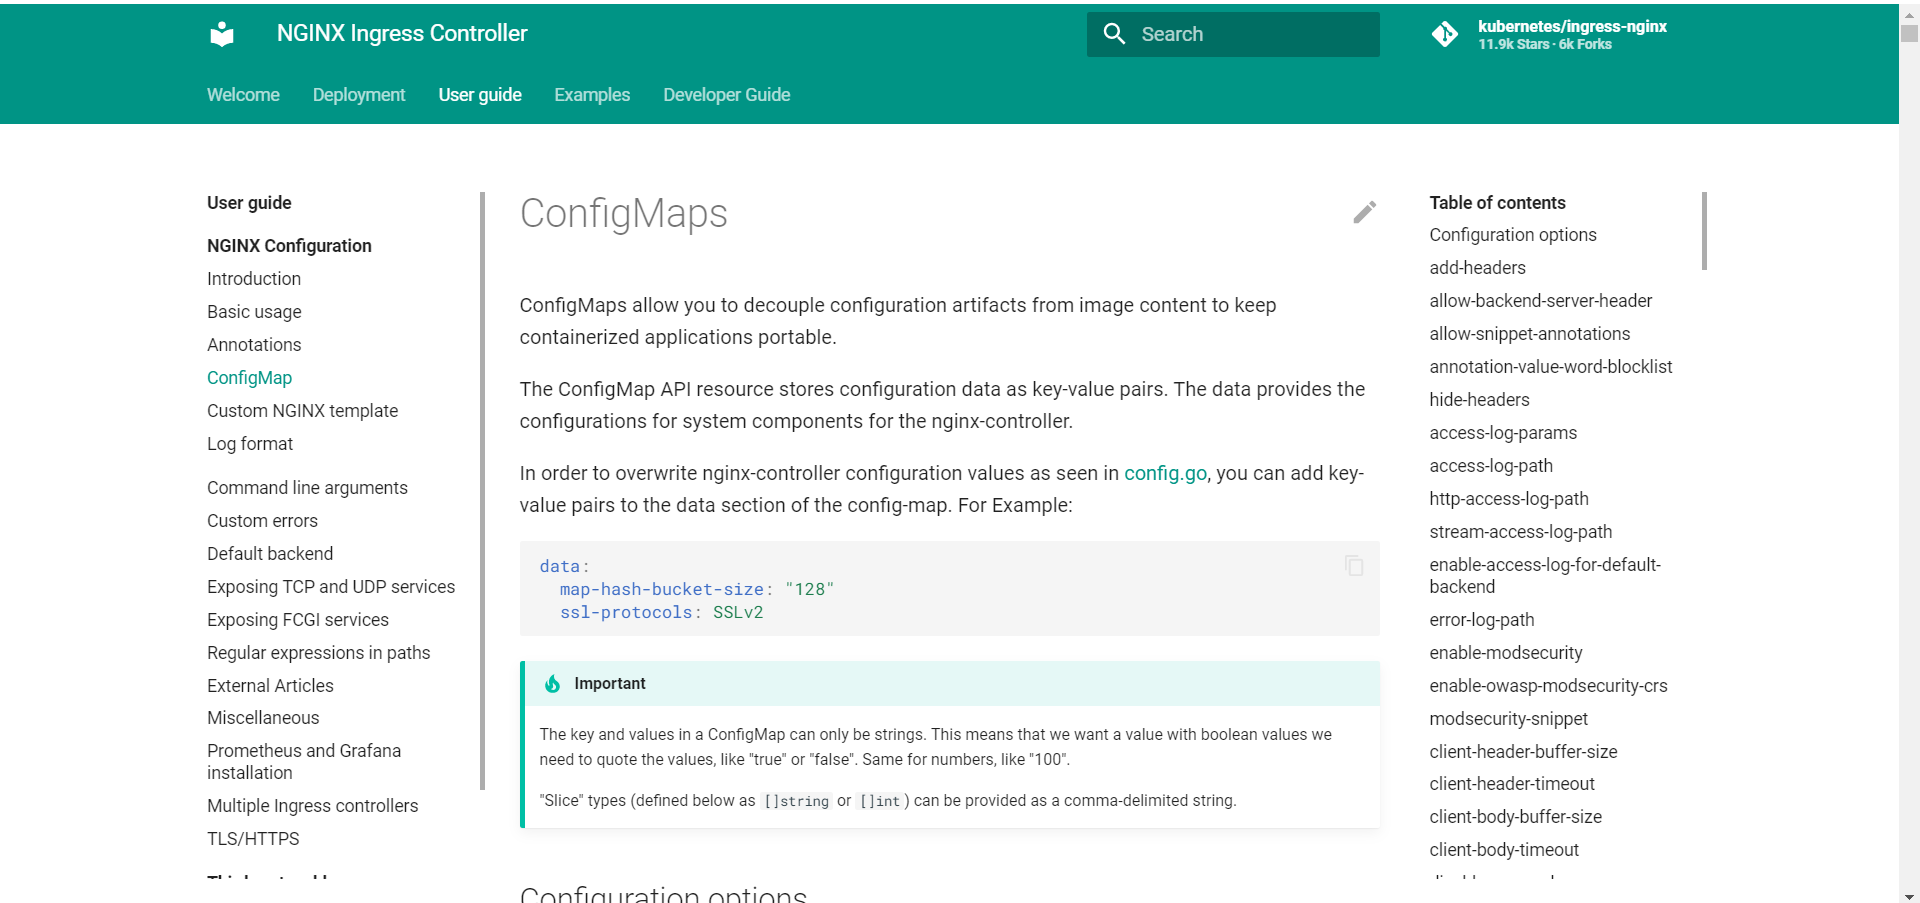 NGINX Ingress Controller
Search
kubernetes/ingress-nginx
11.9k Stars · 6k Forks
Welcome
Deployment
User guide
Examples
Developer Guide
User guide
NGINX Configuration
Introduction
Basic usage
Annotations
ConfigMap
Custom NGINX template
Log format
Command line arguments
Custom errors
Default backend
Exposing TCP and UDP services
Exposing FCGI services
Regular expressions in paths
External Articles
Miscellaneous
Prometheus and Grafana
installation
Multiple Ingress controllers
TLS/HTTPS
ConfigMaps
ConfigMaps allow you to decouple configuration artifacts from image content to keep
containerized applications portable.
The ConfigMap API resource stores configuration data as key-value pairs. The data provides the
configurations for system components for the nginx-controller.
In order to overwrite nginx-controller configuration values as seen in config.go, you can add key-
value pairs to the data section of the config-map. For Example:
data:
  map-hash-bucket-size: "128"
  ssl-protocols: SSLv2
Important
The key and values in a ConfigMap can only be strings. This means that we want a value with boolean values we
need to quote the values, like "true" or "false". Same for numbers, like "100".
"Slice" types (defined below as []string or []int) can be provided as a comma-delimited string.
Configuration options
Table of contents
Configuration options
add-headers
allow-backend-server-header
allow-snippet-annotations
annotation-value-word-blocklist
hide-headers
access-log-params
access-log-path
http-access-log-path
stream-access-log-path
enable-access-log-for-default-
backend
error-log-path
enable-modsecurity
enable-owasp-modsecurity-crs
modsecurity-snippet
client-header-buffer-size
client-header-timeout
client-body-buffer-size
client-body-timeout